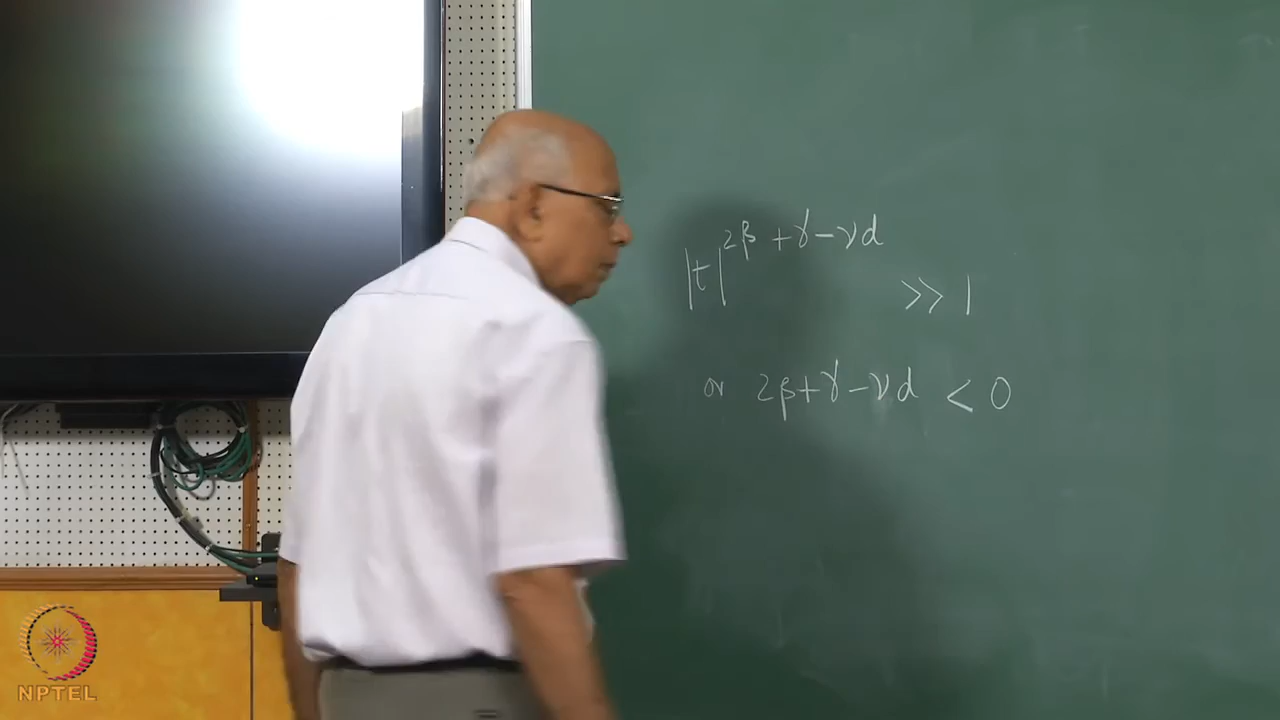 |t|^{2β + γ - νd} >> 1
or 2β + γ - νd < 0
NPTEL